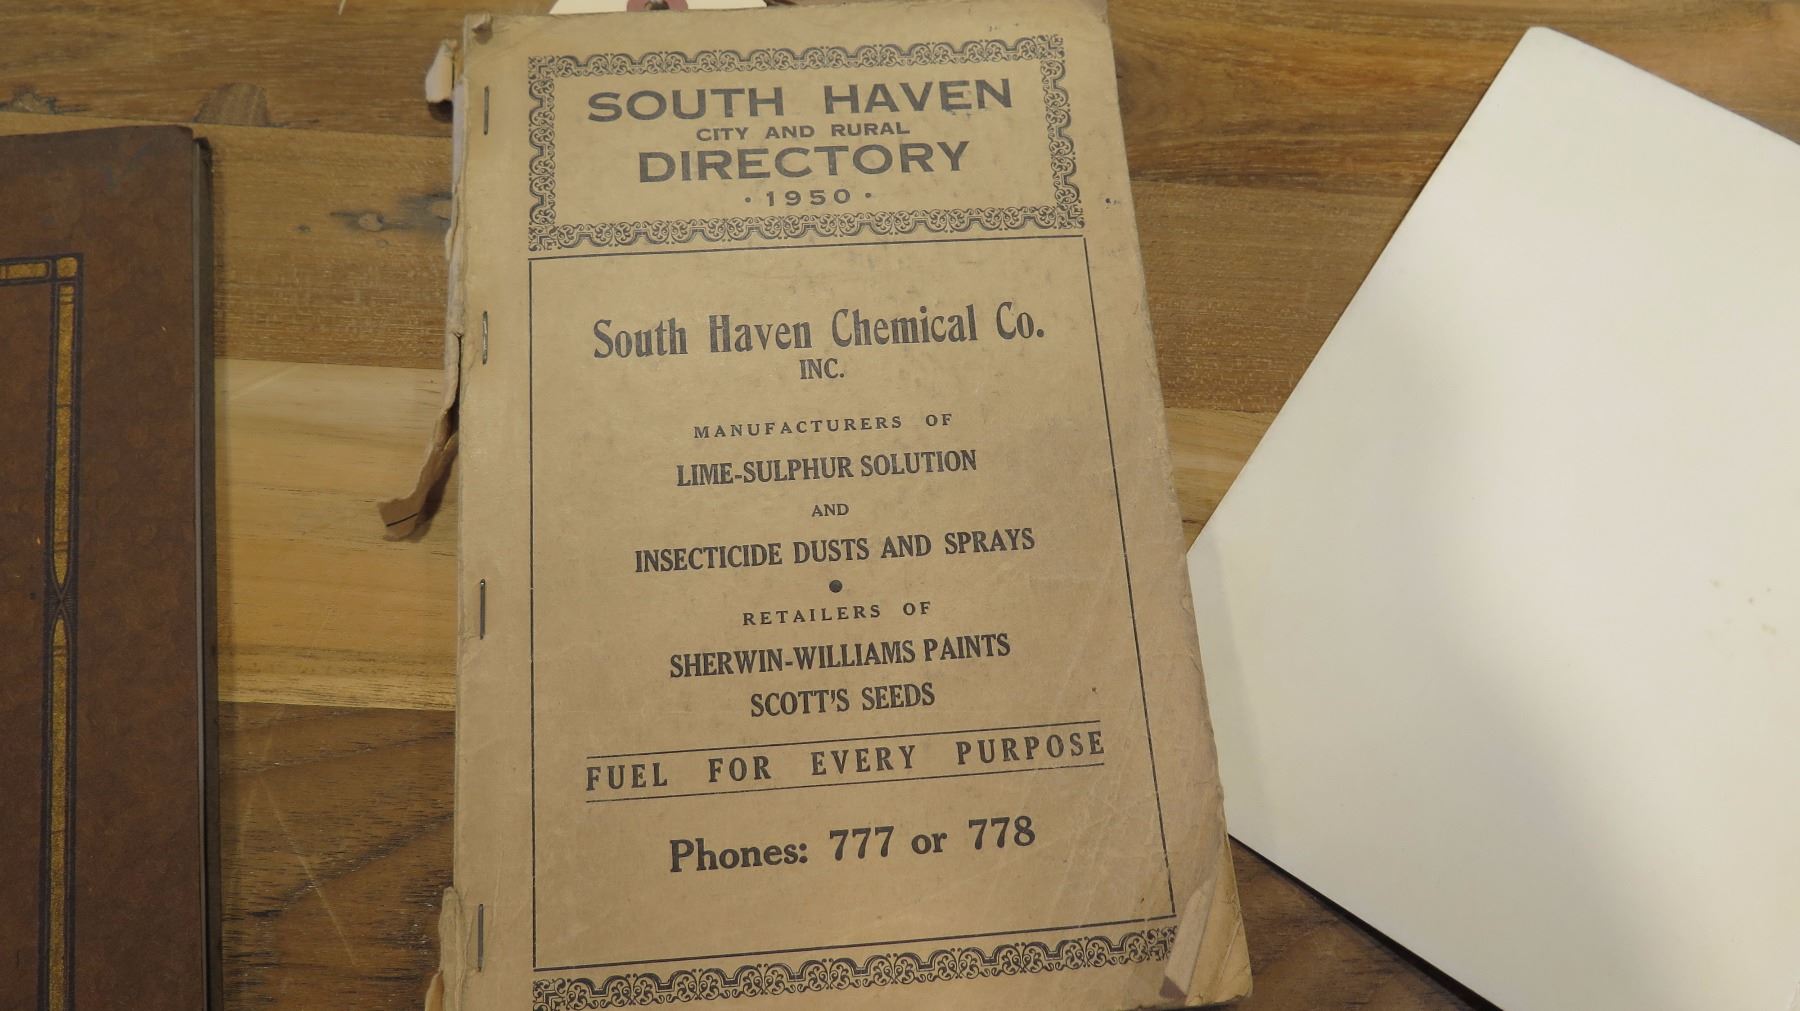 SOUTH HAVEN
CITY AND RURAL
DIRECTORY
· 1950 ·
South Haven Chemical Co.
INC.
MANUFACTURERS OF
LIME-SULPHUR SOLUTION
AND
INSECTICIDE DUSTS AND SPRAYS
●
RETAILERS OF
SHERWIN-WILLIAMS PAINTS
SCOTT'S SEEDS
FUEL FOR EVERY PURPOSE
Phones: 777 or 778